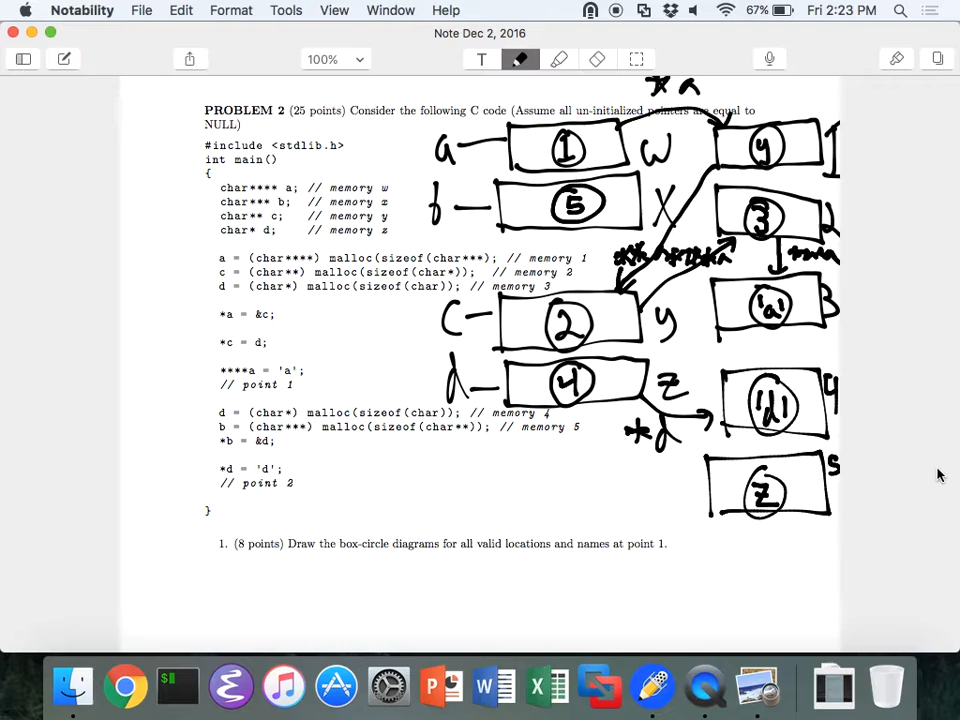 Notability File Edit Format Tools View Window Help 67% Fri 2:23 PM
Note Dec 2, 2016
100% T
*a
PROBLEM 2 (25 points) Consider the following C code (Assume all un-initialized pointers are equal to
NULL)
#include <stdlib.h>
int main()
{
char**** a; // memory w
char*** b; // memory x
char** c; // memory y
char* d; // memory z
a = (char****) malloc(sizeof(char***); // memory 1
c = (char**) malloc(sizeof(char*)); // memory 2
d = (char*) malloc(sizeof(char)); // memory 3
*a = &c;
*c = d;
****a = 'a';
// point 1
d = (char*) malloc(sizeof(char)); // memory 4
b = (char***) malloc(sizeof(char**)); // memory 5
*b = &d;
*d = 'd';
// point 2
}
a 1 w y 1
b 5 X 3 2
'a' 3
c 2 y
d 4 z 'd' 4
*d
z 5
1. (8 points) Draw the box-circle diagrams for all valid locations and names at point 1.